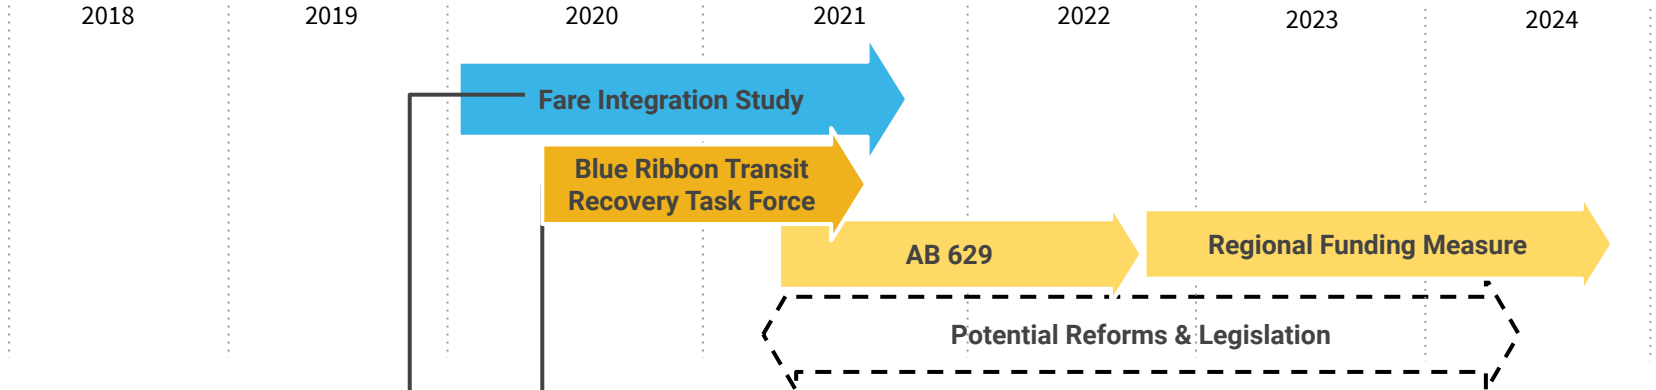 2018 2019 2020 2021 2022 2023 2024
Fare Integration Study
Blue Ribbon Transit
Recovery Task Force
AB 629
Regional Funding Measure
Potential Reforms & Legislation